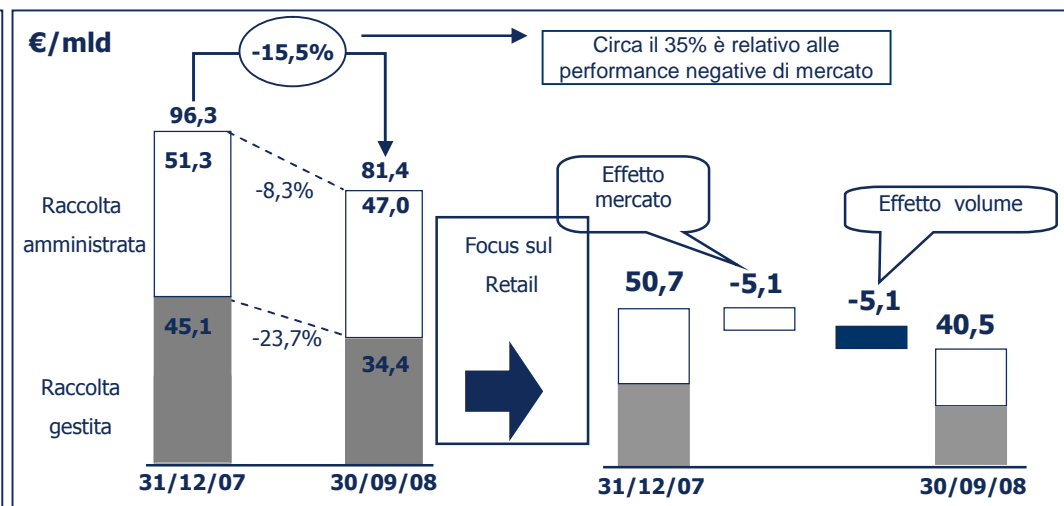 €/mld
-15,5%
Circa il 35% è relativo alle
performance negative di mercato
96,3
51,3
-8,3%
81,4
47,0
Raccolta
amministrata
45,1
-23,7%
34,4
Raccolta
gestita
31/12/07
30/09/08
Focus sul
Retail
Effetto
mercato
Effetto volume
50,7
-5,1
-5,1
40,5
31/12/07
30/09/08